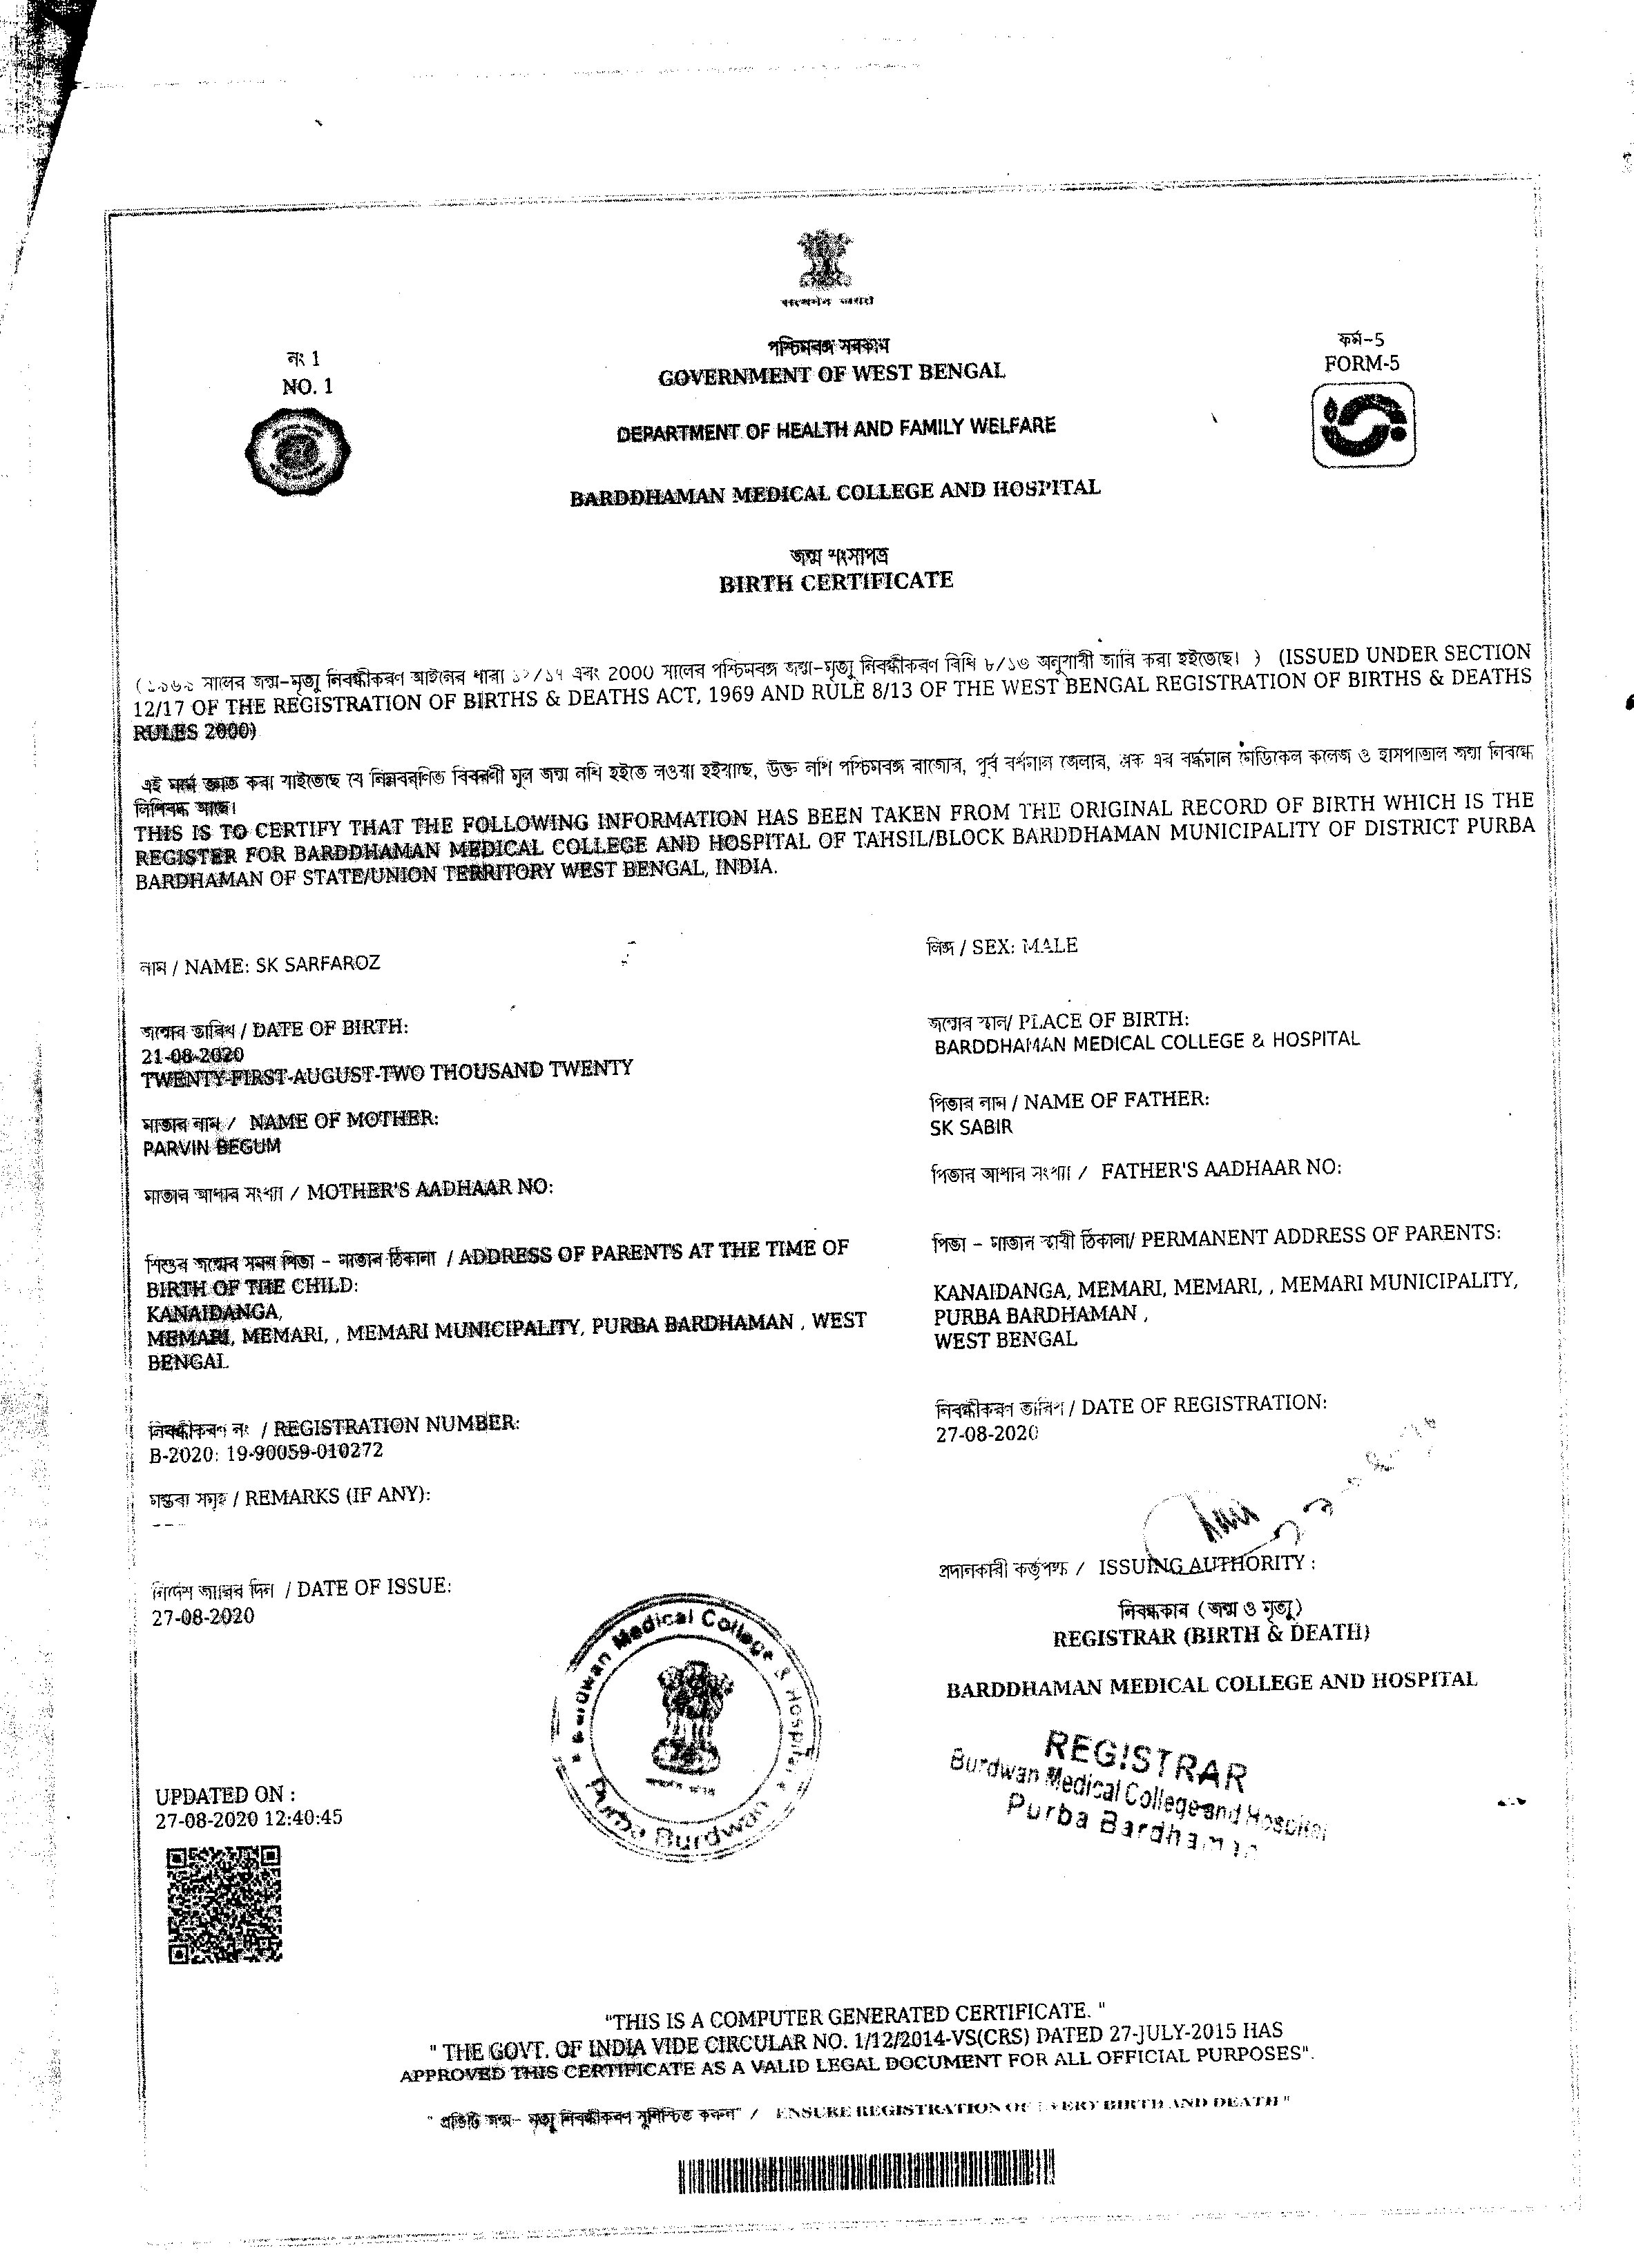 পশ্চিমবঙ্গ সরকার
নং 1
NO. 1
ফর্ম-5
FORM-5
GOVERNMENT OF WEST BENGAL
DEPARTMENT OF HEALTH AND FAMILY WELFARE
BARDDHAMAN MEDICAL COLLEGE AND HOSPITAL
জন্ম শংসাপত্র
BIRTH CERTIFICATE
(১৯৬৯ সালের জন্ম-মৃত্যু নিবন্ধীকরণ আইনের ধারা ১২/১৭ এবং 2000 সালের পশ্চিমবঙ্গ জন্ম-মৃত্যু নিবন্ধীকরণ বিধি ৮/১৩ অনুযায়ী জারি করা হইতেছে। ) (ISSUED UNDER SECTION
12/17 OF THE REGISTRATION OF BIRTHS & DEATHS ACT, 1969 AND RULE 8/13 OF THE WEST BENGAL REGISTRATION OF BIRTHS & DEATHS
RULES 2000)
এই মর্মে জ্ঞাত করা যাইতেছে যে নিম্নবর্ণিত বিবরণী মূল জন্ম নথি হইতে লওয়া হইয়াছে, উক্ত নথি পশ্চিমবঙ্গ রাজ্যের, পূর্ব বর্ধমান জেলার, ব্লক এর বর্দ্ধমান মেডিকেল কলেজ ও হাসপাতাল জন্ম নিবন্ধে
লিপিবদ্ধ আছে।
THIS IS TO CERTIFY THAT THE FOLLOWING INFORMATION HAS BEEN TAKEN FROM THE ORIGINAL RECORD OF BIRTH WHICH IS THE
REGISTER FOR BARDDHAMAN MEDICAL COLLEGE AND HOSPITAL OF TAHSIL/BLOCK BARDDHAMAN MUNICIPALITY OF DISTRICT PURBA
BARDHAMAN OF STATE/UNION TERRITORY WEST BENGAL, INDIA.
নাম / NAME: SK SARFAROZ
লিঙ্গ / SEX: MALE
জন্মের তারিখ / DATE OF BIRTH:
21-08-2020
TWENTY-FIRST-AUGUST-TWO THOUSAND TWENTY
জন্মের স্থান/ PLACE OF BIRTH:
BARDDHAMAN MEDICAL COLLEGE & HOSPITAL
মাতার নাম / NAME OF MOTHER:
PARVIN BEGUM
পিতার নাম / NAME OF FATHER:
SK SABIR
মাতার আধার সংখ্যা / MOTHER'S AADHAAR NO:
পিতার আধার সংখ্যা / FATHER'S AADHAAR NO:
শিশুর জন্মের সময় পিতা - মাতার ঠিকানা / ADDRESS OF PARENTS AT THE TIME OF
BIRTH OF THE CHILD:
KANAIDANGA,
MEMARI, MEMARI, , MEMARI MUNICIPALITY, PURBA BARDHAMAN , WEST
BENGAL
পিতা - মাতার স্থায়ী ঠিকানা/ PERMANENT ADDRESS OF PARENTS:
KANAIDANGA, MEMARI, MEMARI, , MEMARI MUNICIPALITY,
PURBA BARDHAMAN ,
WEST BENGAL
নিবন্ধীকরণ নং / REGISTRATION NUMBER:
B-2020: 19-90059-010272
নিবন্ধীকরণ তারিখ / DATE OF REGISTRATION:
27-08-2020
মন্তব্য সমূহ / REMARKS (IF ANY):
---
নির্দেশ জারির দিন / DATE OF ISSUE:
27-08-2020
প্রদানকারী কর্তৃপক্ষ / ISSUING AUTHORITY :
নিবন্ধকার (জন্ম ও মৃত্যু)
REGISTRAR (BIRTH & DEATH)
BARDDHAMAN MEDICAL COLLEGE AND HOSPITAL
Burdwan Medical College & Hospital
Purba Burdwan
REGISTRAR
Burdwan Medical College and Hospital
Purba Bardhaman
UPDATED ON :
27-08-2020 12:40:45
"THIS IS A COMPUTER GENERATED CERTIFICATE. "
" THE GOVT. OF INDIA VIDE CIRCULAR NO. 1/12/2014-VS(CRS) DATED 27-JULY-2015 HAS
APPROVED THIS CERTIFICATE AS A VALID LEGAL DOCUMENT FOR ALL OFFICIAL PURPOSES".
" প্রতিটি জন্ম- মৃত্যু নিবন্ধীকরণ সুনিশ্চিত করুন" / ENSURE REGISTRATION OF EVERY BIRTH AND DEATH "